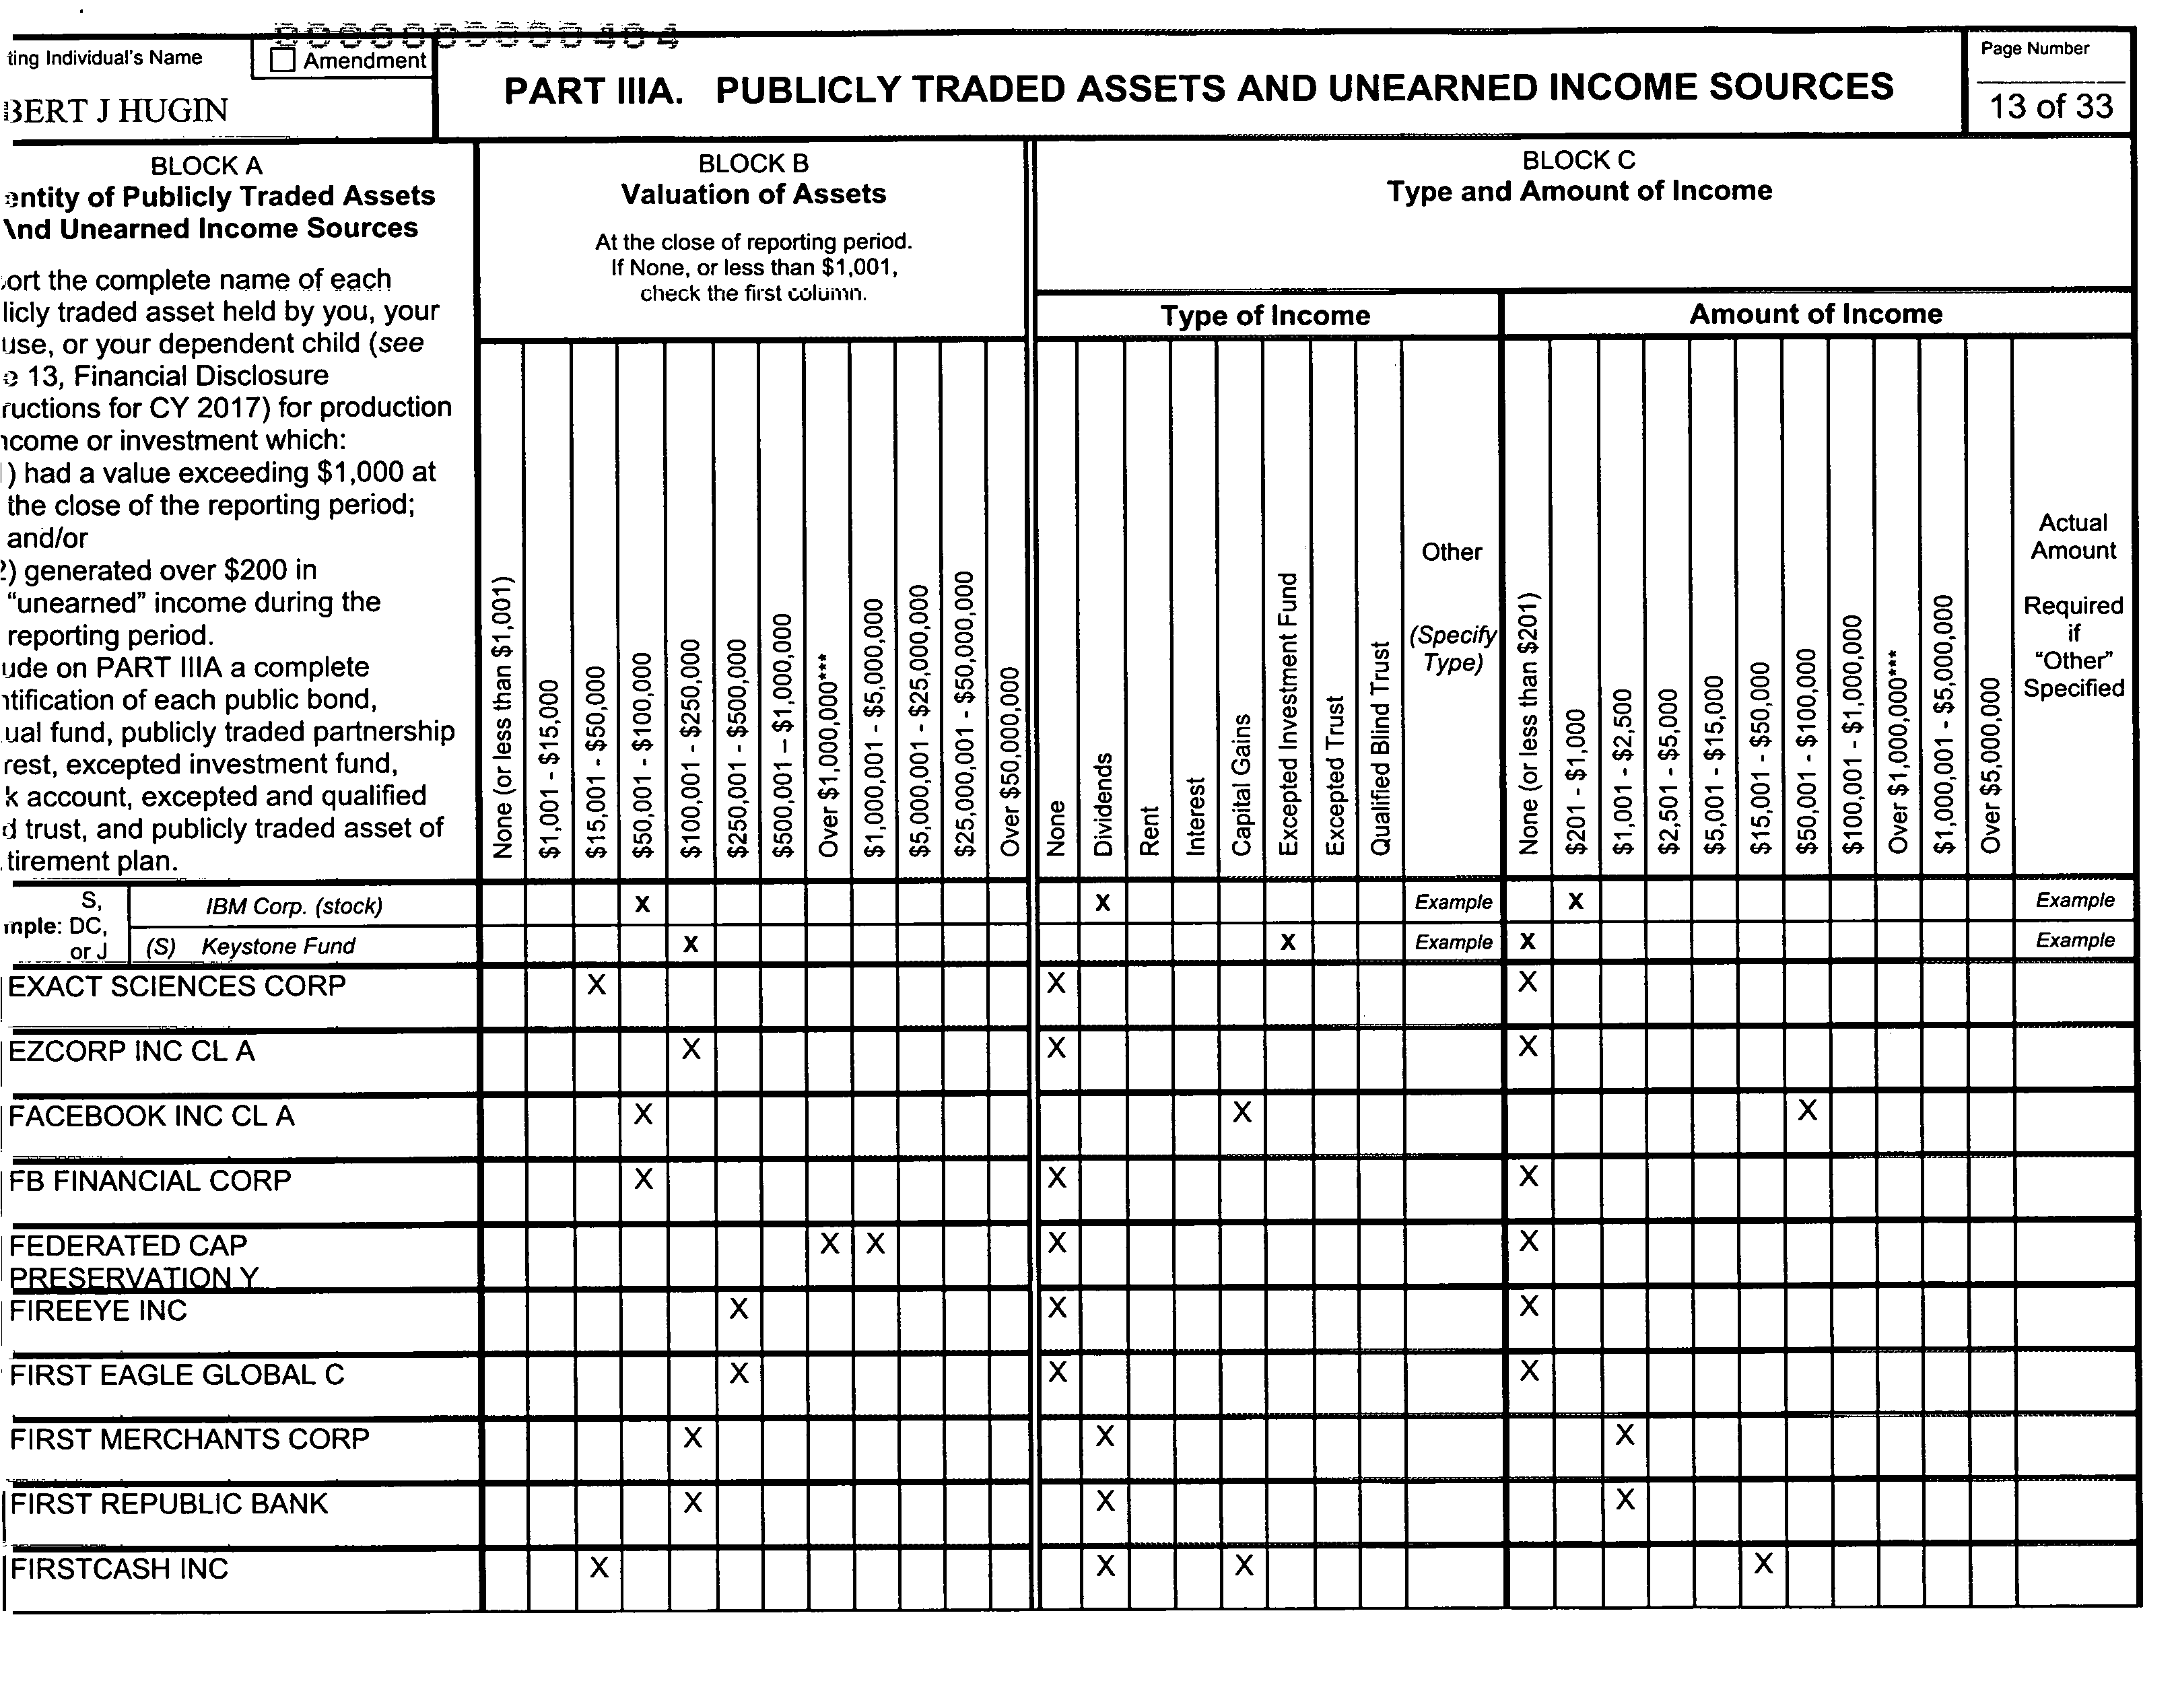 0000000000404
ting Individual's Name
Amendment
BERT J HUGIN
PART IIIA. PUBLICLY TRADED ASSETS AND UNEARNED INCOME SOURCES
Page Number
13 of 33
BLOCK A
entity of Publicly Traded Assets
And Unearned Income Sources
ort the complete name of each
licly traded asset held by you, your
use, or your dependent child (see
e 13, Financial Disclosure
ructions for CY 2017) for production
ncome or investment which:
) had a value exceeding $1,000 at
the close of the reporting period;
and/or
2) generated over $200 in
"unearned" income during the
reporting period.
ude on PART IIIA a complete
ntification of each public bond,
ual fund, publicly traded partnership
rest, excepted investment fund,
k account, excepted and qualified
d trust, and publicly traded asset of
tirement plan.
BLOCK B
Valuation of Assets
At the close of reporting period.
If None, or less than $1,001,
check the first column.
None (or less than $1,001)
$1,001 - $15,000
$15,001 - $50,000
$50,001 - $100,000
$100,001 - $250,000
$250,001 - $500,000
$500,001 – $1,000,000
Over $1,000,000***
$1,000,001 - $5,000,000
$5,000,001 - $25,000,000
$25,000,001 - $50,000,000
Over $50,000,000
BLOCK C
Type and Amount of Income
Type of Income
None
Dividends
Rent
Interest
Capital Gains
Excepted Investment Fund
Excepted Trust
Qualified Blind Trust
Other
(Specify
Type)
Amount of Income
None (or less than $201)
$201 - $1,000
$1,001 - $2,500
$2,501 - $5,000
$5,001 - $15,000
$15,001 - $50,000
$50,001 - $100,000
$100,001 - $1,000,000
Over $1,000,000***
$1,000,001 - $5,000,000
Over $5,000,000
Actual
Amount
Required
if
"Other"
Specified
S,
mple: DC,
or J
IBM Corp. (stock) X X Example X Example
(S) Keystone Fund X X Example X Example
EXACT SCIENCES CORP X X X
EZCORP INC CL A X X X
FACEBOOK INC CL A X X X
FB FINANCIAL CORP X X X
FEDERATED CAP X X X X
PRESERVATION Y
FIREEYE INC X X X
FIRST EAGLE GLOBAL C X X X
FIRST MERCHANTS CORP X X X
FIRST REPUBLIC BANK X X X
FIRSTCASH INC X X X X